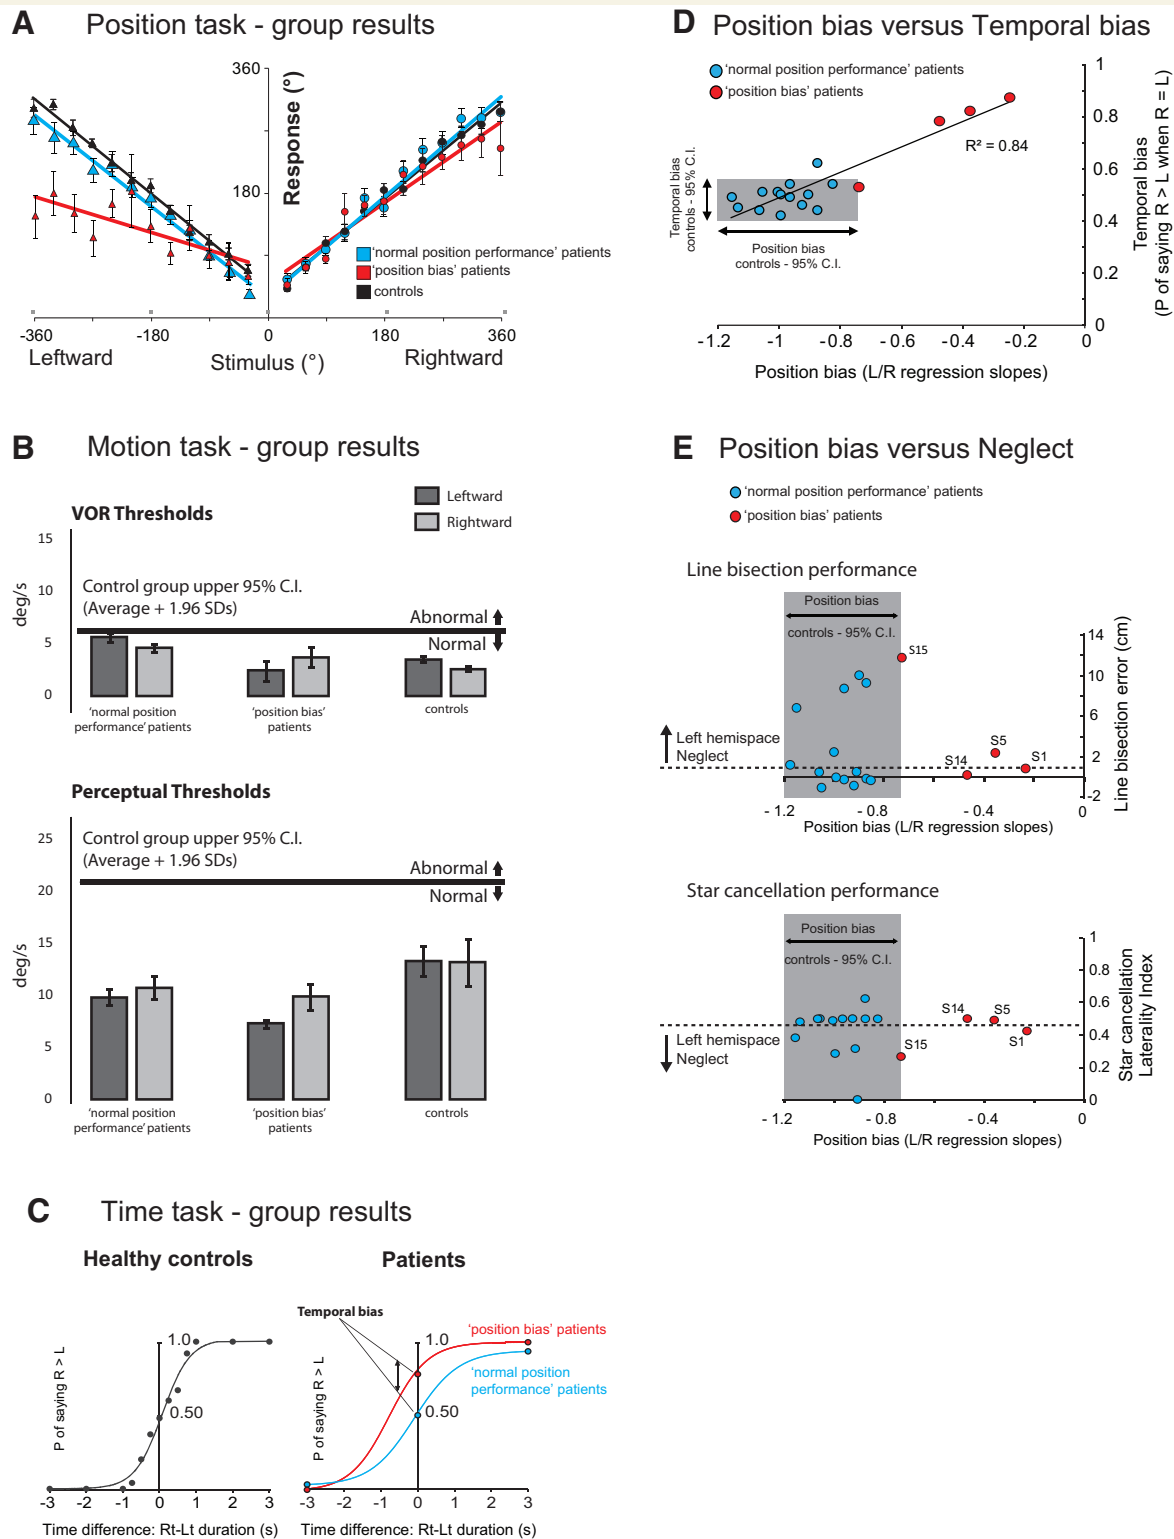 A Position task - group results
360
180
Response (°)
'normal position performance' patients
'position bias' patients
controls
-360 -180 0 180 360
Leftward Stimulus (°) Rightward
B Motion task - group results
Leftward
Rightward
VOR Thresholds
15
10
5
0
deg/s
Control group upper 95% C.I.
(Average + 1.96 SDs)
Abnormal
Normal
'normal position
performance' patients
'position bias'
patients
controls
Perceptual Thresholds
25
20
15
10
5
0
deg/s
Control group upper 95% C.I.
(Average + 1.96 SDs)
Abnormal
Normal
'normal position
performance' patients
'position bias'
patients
controls
C Time task - group results
Healthy controls
P of saying R > L
1.0
0.50
-3 -2 -1 0 1 2 3
Time difference: Rt-Lt duration (s)
Patients
Temporal bias
'position bias' patients
'normal position
performance' patients
P of saying R > L
1.0
0.50
-3 -2 -1 0 1 2 3
Time difference: Rt-Lt duration (s)
D Position bias versus Temporal bias
'normal position performance' patients
'position bias' patients
R² = 0.84
Temporal bias
controls - 95% C.I.
Position bias
controls - 95% C.I.
1
0.8
0.6
0.4
0.2
0
Temporal bias
(P of saying R > L when R = L)
-1.2 -1 -0.8 -0.6 -0.4 -0.2 0
Position bias (L/R regression slopes)
E Position bias versus Neglect
'normal position performance' patients
'position bias' patients
Line bisection performance
Position bias
controls - 95% C.I.
S15
S5
S14
S1
Left hemispace
Neglect
14
10
6
2
-2
Line bisection error (cm)
-1.2 -0.8 -0.4 0
Position bias (L/R regression slopes)
Star cancellation performance
Position bias
controls - 95% C.I.
S14
S5
S1
S15
Left hemispace
Neglect
1
0.8
0.6
0.4
0.2
0
Star cancellation
Laterality Index
-1.2 -0.8 -0.4 0
Position bias (L/R regression slopes)